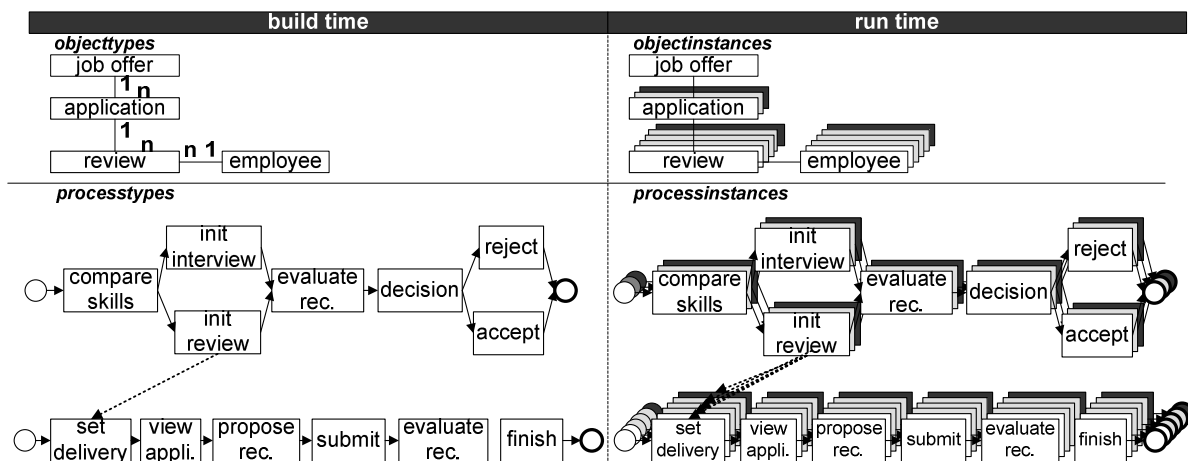 build time
run time
objecttypes
job offer
1
n
application
1
n
n 1
review
employee
objectinstances
job offer
application
review
employee
processtypes
init
interview
reject
compare
skills
evaluate
rec.
decision
init
review
accept
set
delivery
view
appli.
propose
rec.
submit
evaluate
rec.
finish
processinstances
init
interview
reject
compare
skills
evaluate
rec.
decision
init
review
accept
set
delivery
view
appli.
propose
rec.
submit
evaluate
rec.
finish